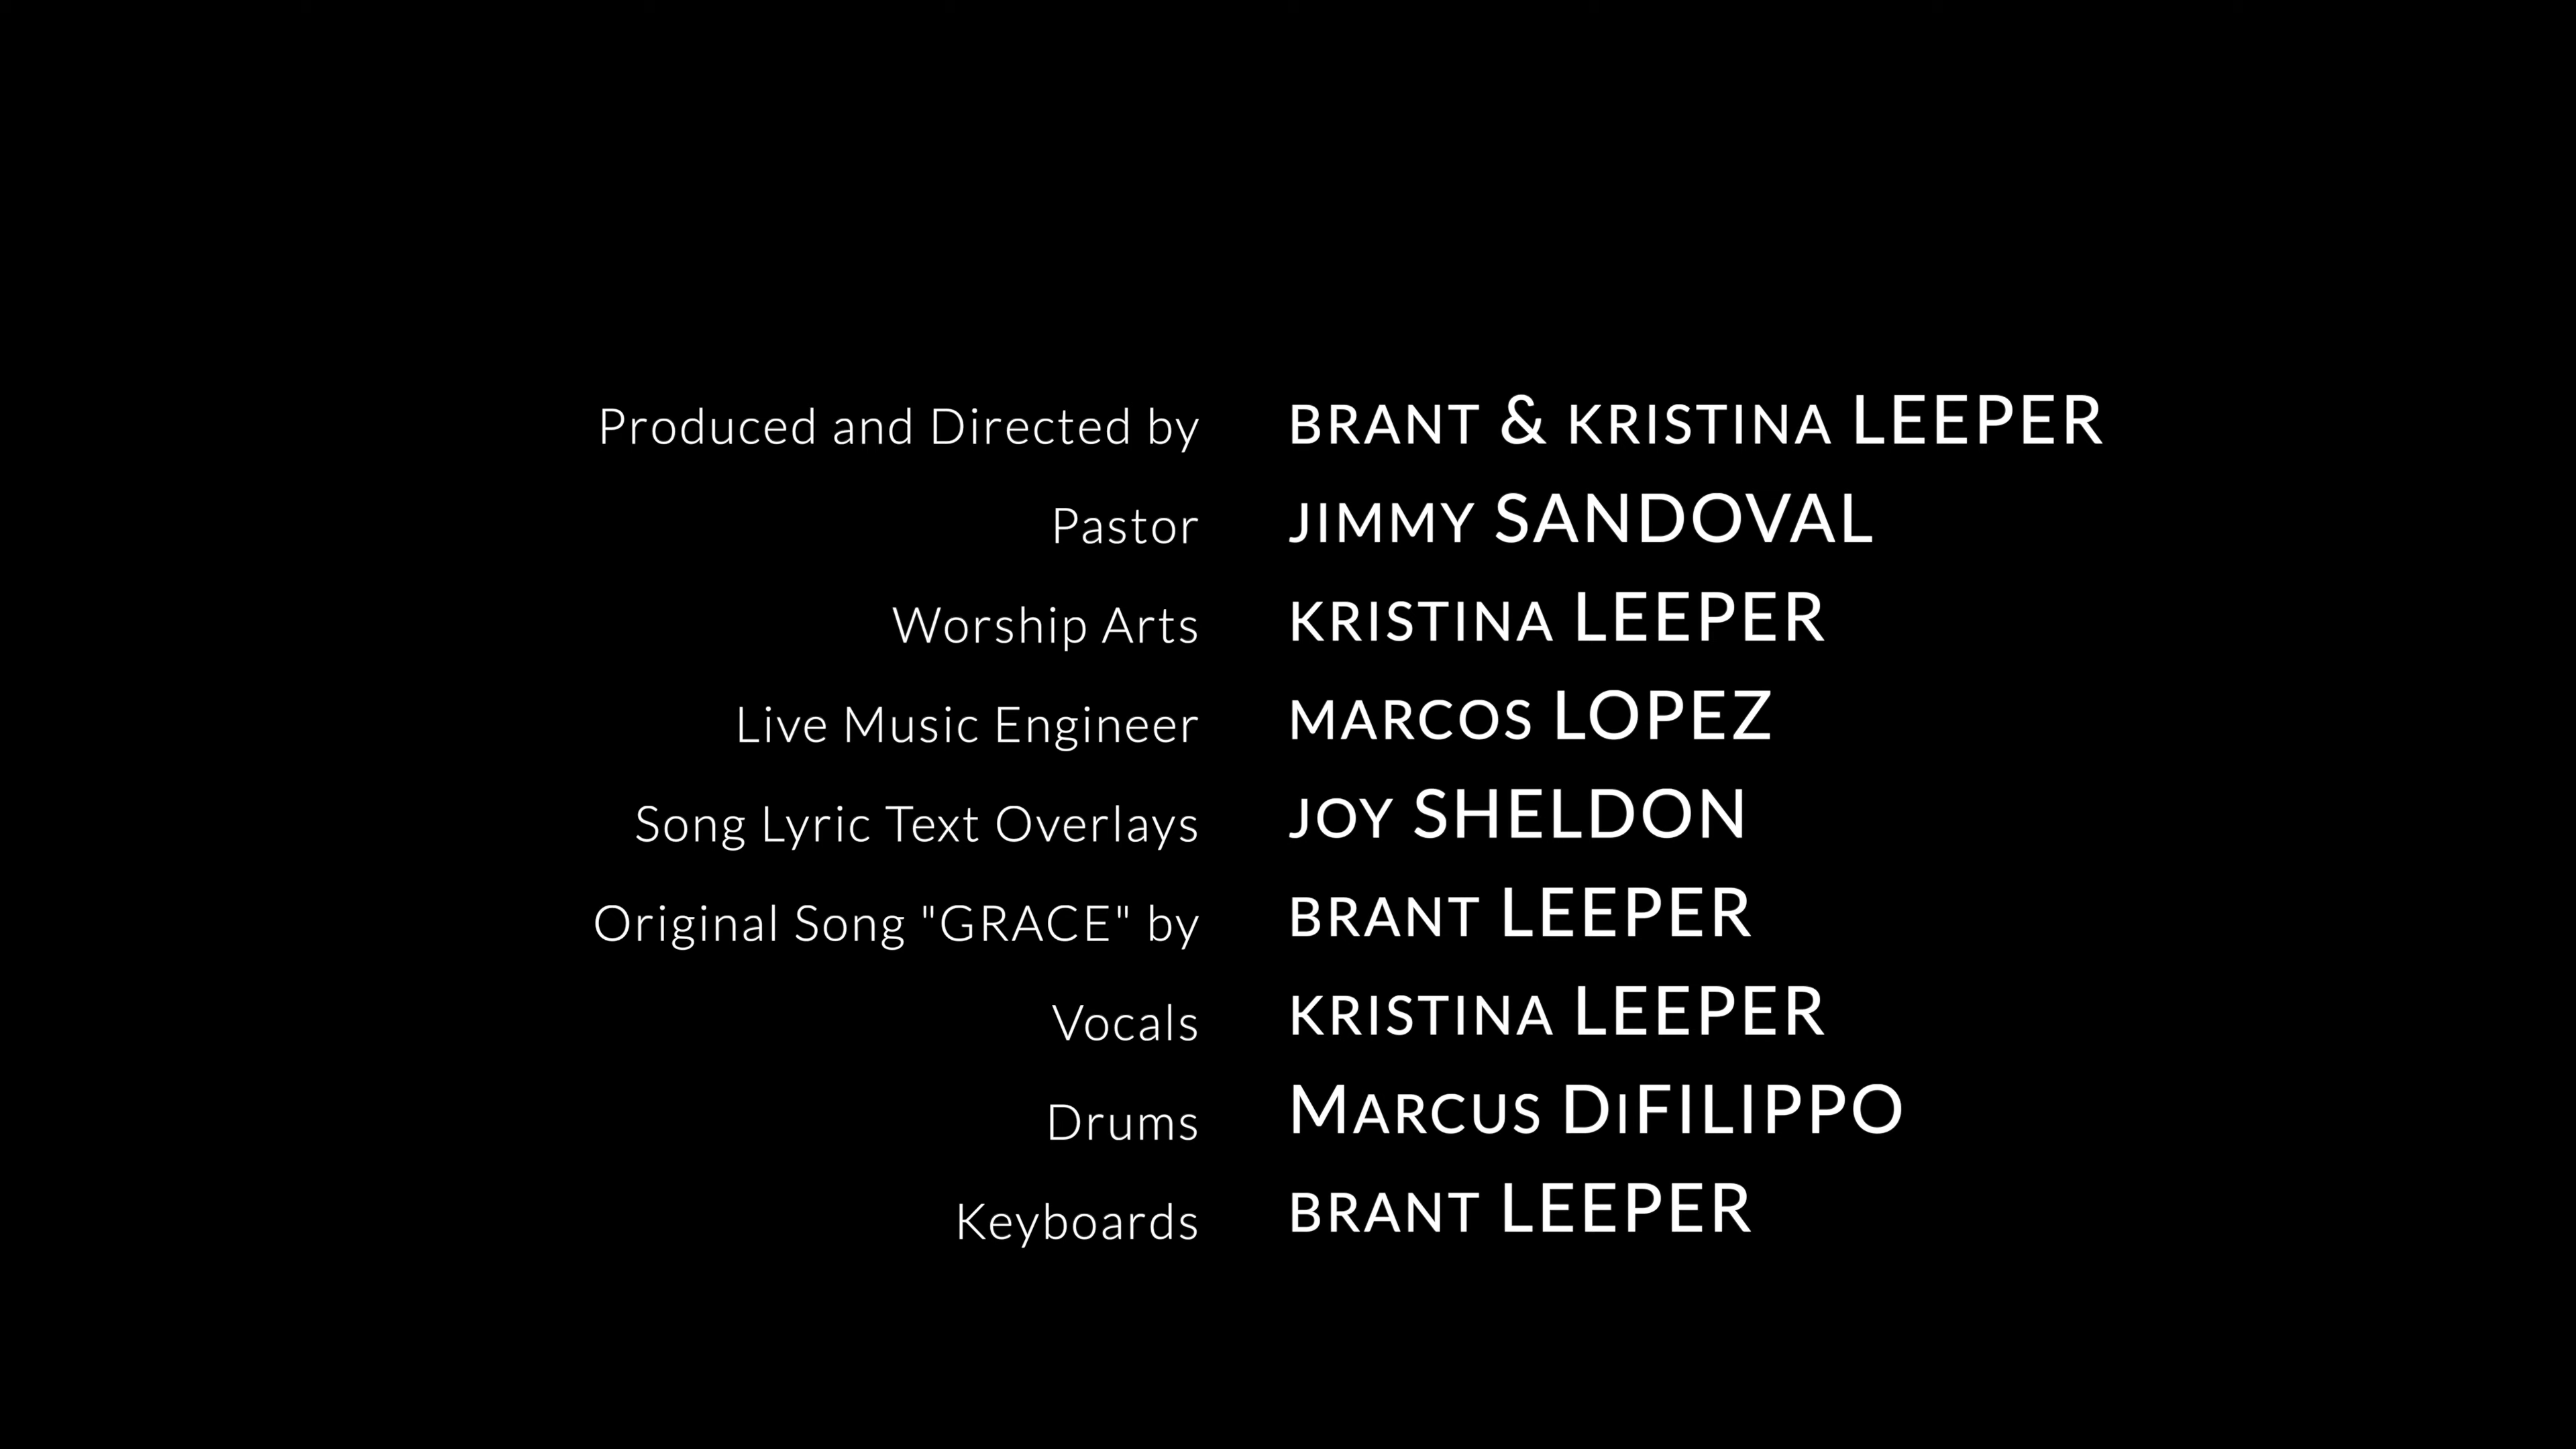 Produced and Directed by BRANT & KRISTINA LEEPER
Pastor JIMMY SANDOVAL
Worship Arts KRISTINA LEEPER
Live Music Engineer MARCOS LOPEZ
Song Lyric Text Overlays JOY SHELDON
Original Song "GRACE" by BRANT LEEPER
Vocals KRISTINA LEEPER
Drums MARCUS DiFILIPPO
Keyboards BRANT LEEPER